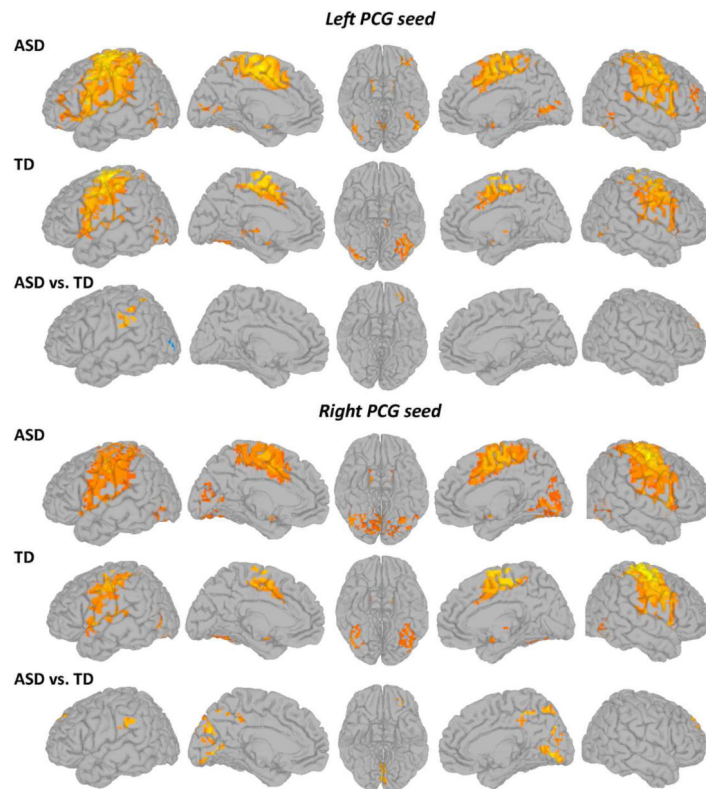 Left PCG seed
ASD
TD
ASD vs. TD
Right PCG seed
ASD
TD
ASD vs. TD